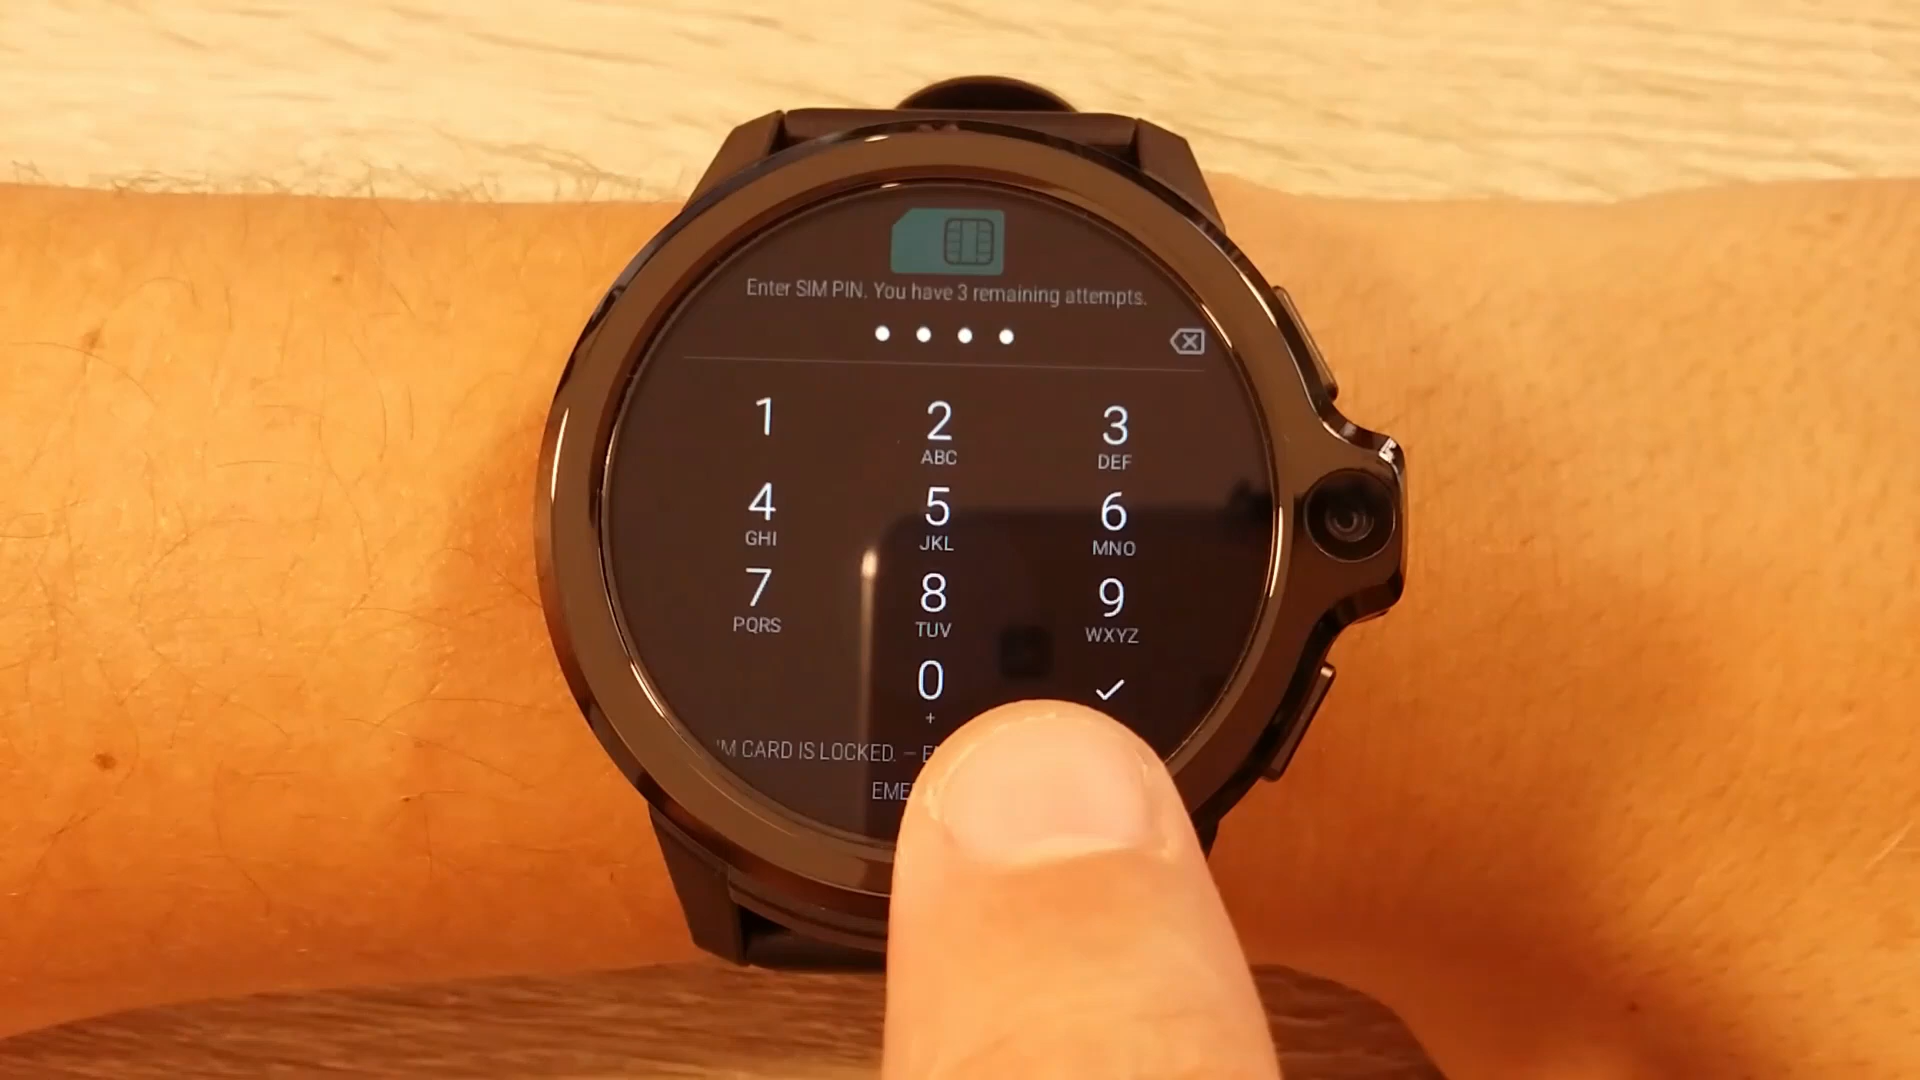 Enter SIM PIN. You have 3 remaining attempts.
1 2 3
ABC DEF
4 5 6
GHI JKL MNO
7 8 9
PQRS TUV WXYZ
0
+
CARD IS LOCKED. –